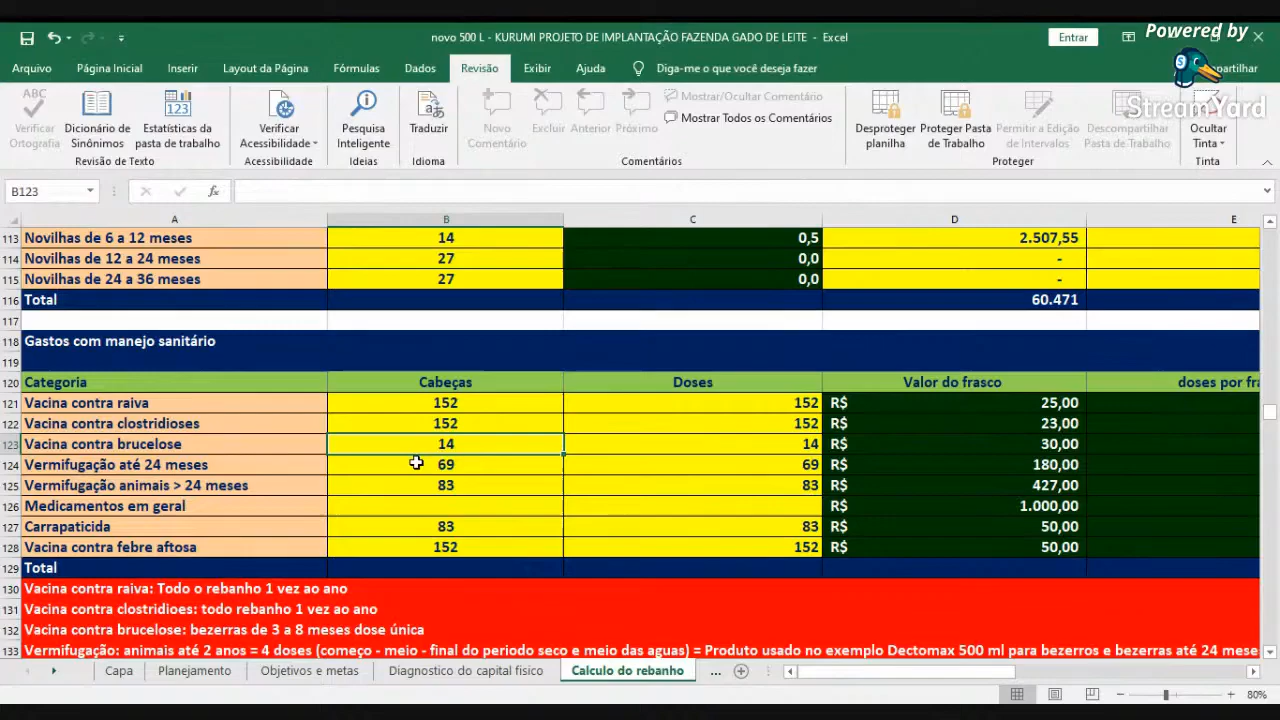 novo 500 L - KURUMI PROJETO DE IMPLANTAÇÃO FAZENDA GADO DE LEITE - Excel
Entrar
Powered by
StreamYard
Arquivo Página Inicial Inserir Layout da Página Fórmulas Dados Revisão Exibir Ajuda Diga-me o que você deseja fazer
Verificar Ortografia
Dicionário de Sinônimos
Estatísticas da pasta de trabalho
Revisão de Texto
Verificar Acessibilidade
Acessibilidade
Pesquisa Inteligente
Ideias
Traduzir
Idioma
Novo Comentário
Excluir
Anterior
Próximo
Mostrar/Ocultar Comentário
Mostrar Todos os Comentários
Comentários
Desproteger planilha
Proteger Pasta de Trabalho
Permitir a Edição de Intervalos
Descompartilhar Pasta de Trabalho
Proteger
Ocultar Tinta
Tinta
B123 fx
A B C D E
113 Novilhas de 6 a 12 meses 14 0,5 2.507,55
114 Novilhas de 12 a 24 meses 27 0,0 -
115 Novilhas de 24 a 36 meses 27 0,0 -
116 Total 60.471
117
118 Gastos com manejo sanitário
119
120 Categoria Cabeças Doses Valor do frasco doses por fra
121 Vacina contra raiva 152 152 R$ 25,00
122 Vacina contra clostridioses 152 152 R$ 23,00
123 Vacina contra brucelose 14 14 R$ 30,00
124 Vermifugação até 24 meses 69 69 R$ 180,00
125 Vermifugação animais > 24 meses 83 83 R$ 427,00
126 Medicamentos em geral R$ 1.000,00
127 Carrapaticida 83 83 R$ 50,00
128 Vacina contra febre aftosa 152 152 R$ 50,00
129 Total
130 Vacina contra raiva: Todo o rebanho 1 vez ao ano
131 Vacina contra clostridioes: todo rebanho 1 vez ao ano
132 Vacina contra brucelose: bezerras de 3 a 8 meses dose única
133 Vermifugação: animais até 2 anos = 4 doses (começo - meio - final do periodo seco e meio das aguas) = Produto usado no exemplo Dectomax 500 ml para bezerros e bezerras até 24 mese
Capa Planejamento Objetivos e metas Diagnostico do capital fisico Calculo do rebanho ...
80%